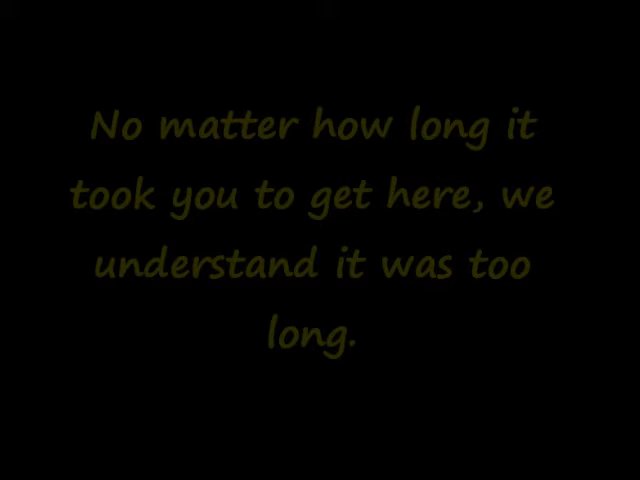 No matter how long it
took you to get here, we
understand it was too
long.